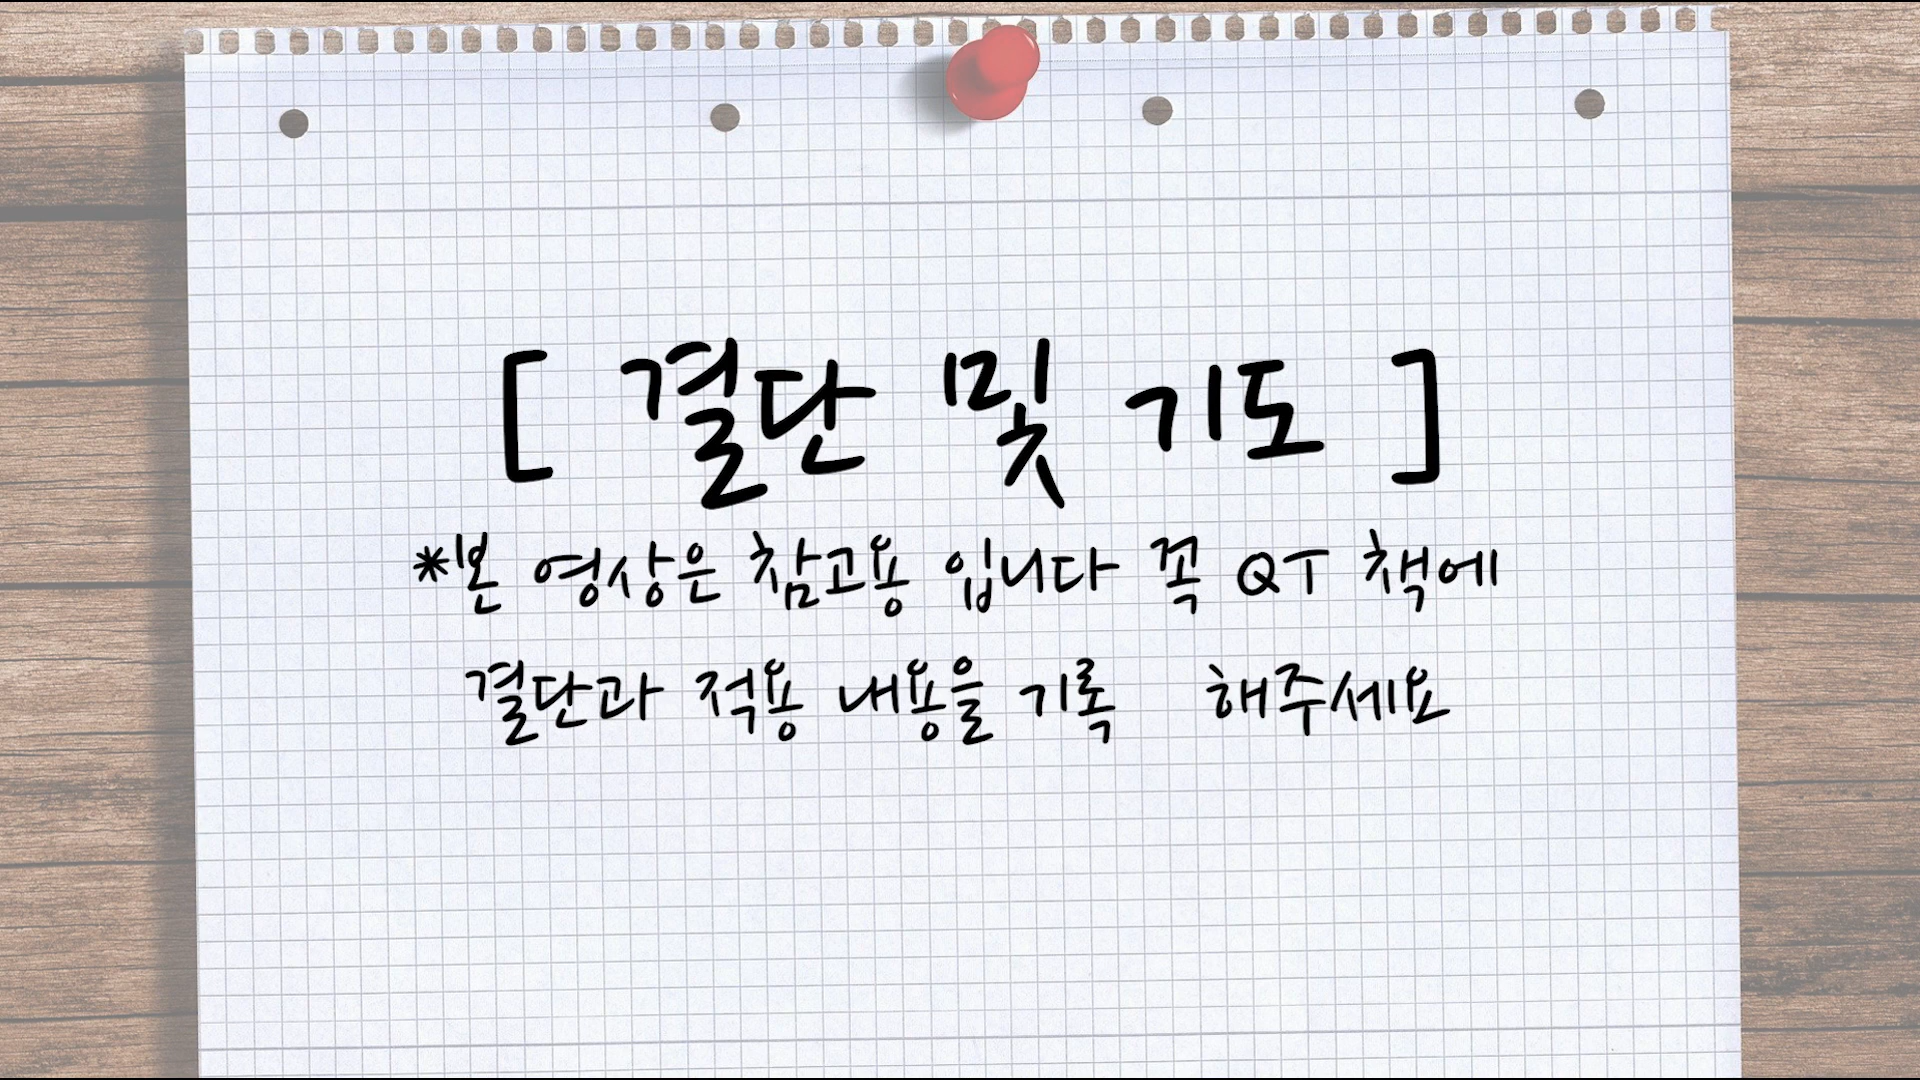 [ 결단 및 기도 ]
*본 영상은 참고용 입니다 꼭 QT 책에
결단과 적용 내용을 기록 해주세요